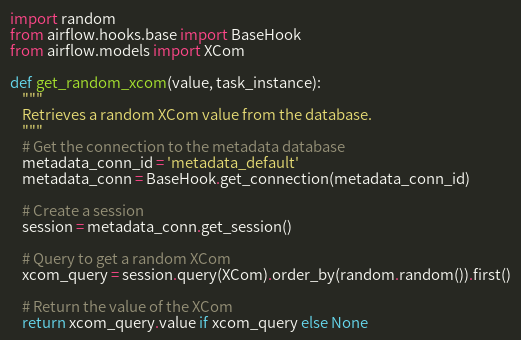 import random
from airflow.hooks.base import BaseHook
from airflow.models import XCom

def get_random_xcom(value, task_instance):
    """
    Retrieves a random XCom value from the database.
    """
    # Get the connection to the metadata database
    metadata_conn_id = 'metadata_default'
    metadata_conn = BaseHook.get_connection(metadata_conn_id)

    # Create a session
    session = metadata_conn.get_session()

    # Query to get a random XCom
    xcom_query = session.query(XCom).order_by(random.random()).first()

    # Return the value of the XCom
    return xcom_query.value if xcom_query else None